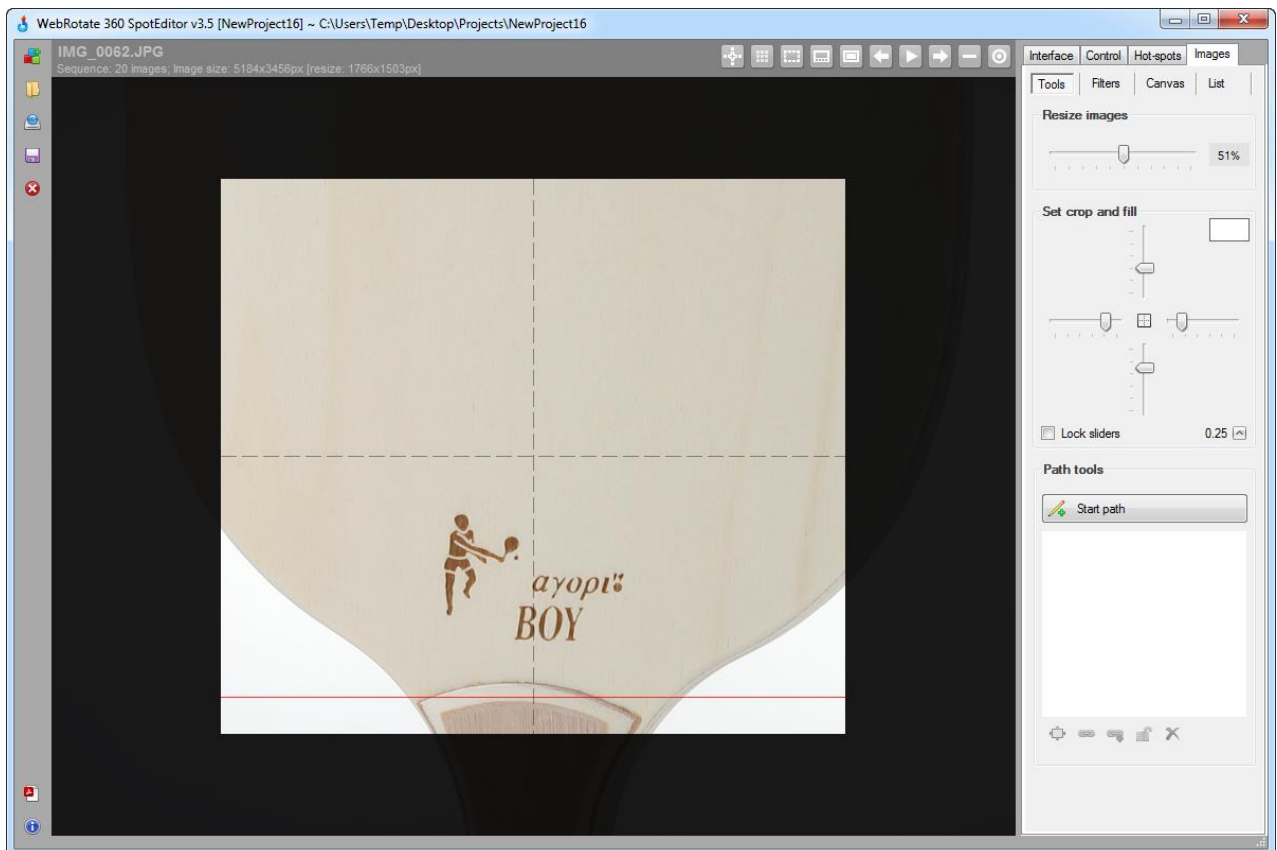 WebRotate 360 SpotEditor v3.5 [NewProject16] ~ C:\Users\Temp\Desktop\Projects\NewProject16
IMG_0062.JPG
Sequence: 20 images; Image size: 5184x3456px [resize: 1766x1503px]
Interface Control Hot-spots Images
Tools Filters Canvas List
Resize images
51%
Set crop and fill
Lock sliders 0.25
Path tools
Start path
αγορι
BOY